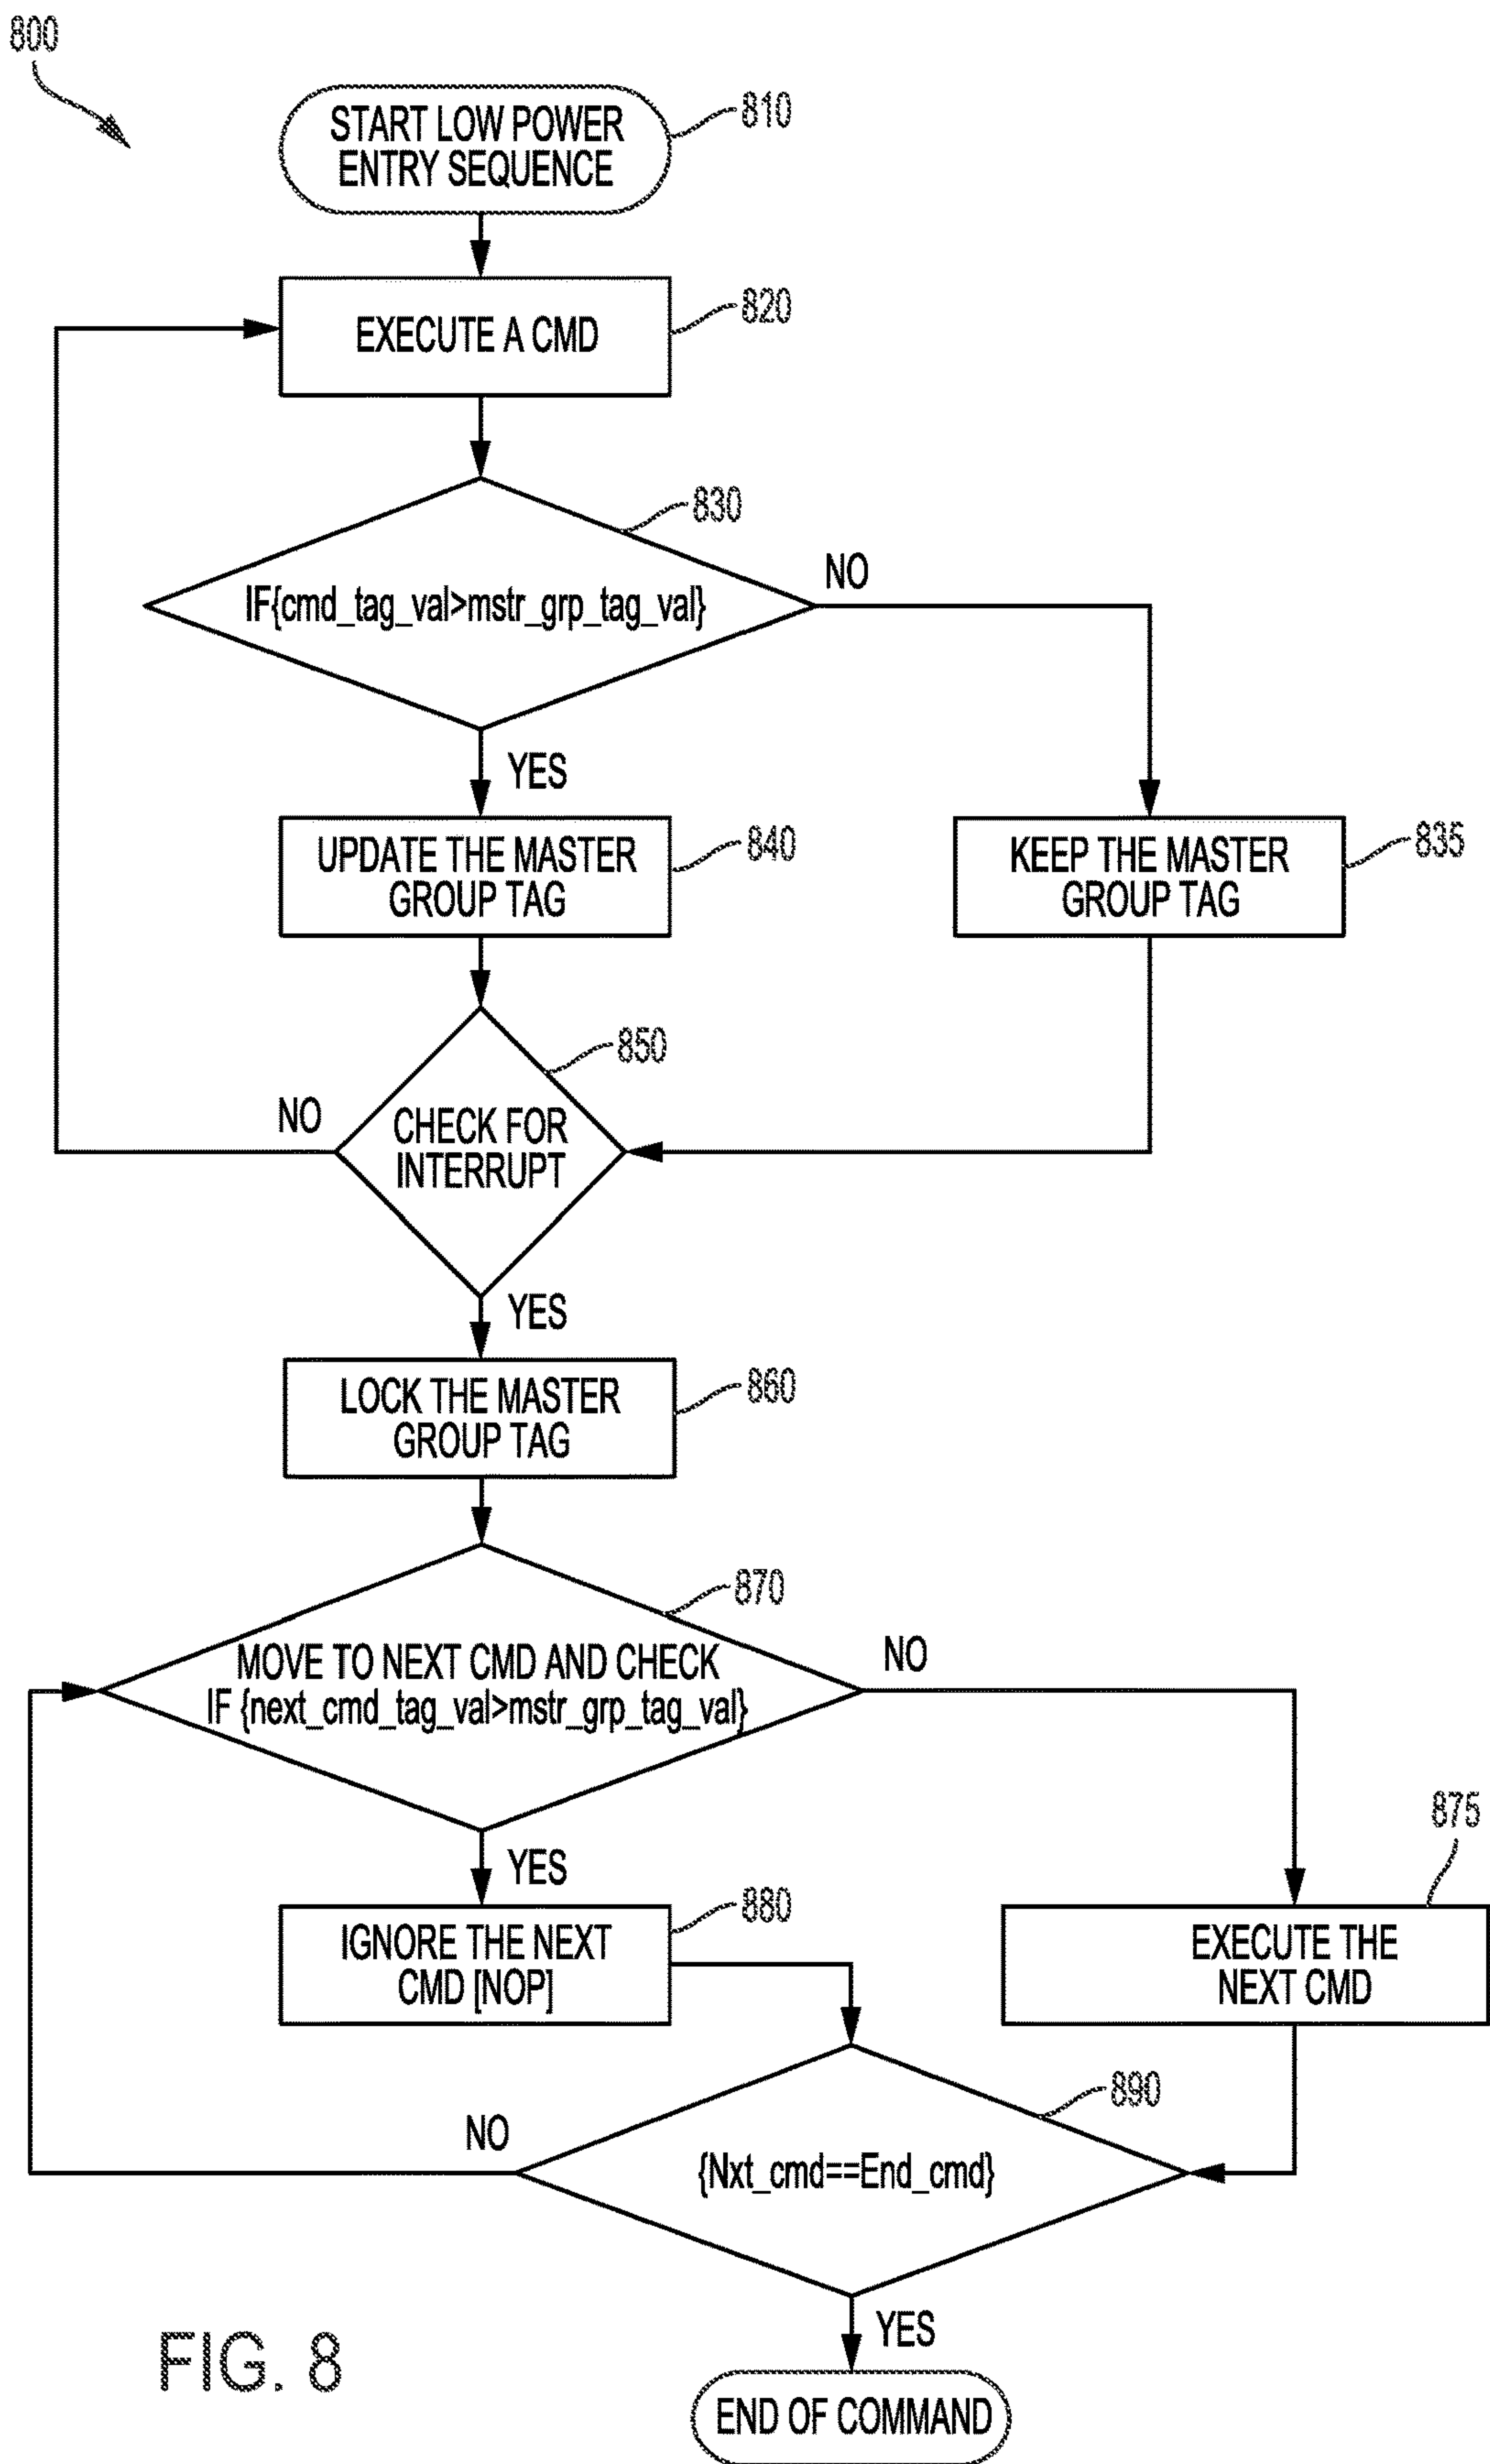 800
START LOW POWER
ENTRY SEQUENCE
810
EXECUTE A CMD
820
830
IF{cmd_tag_val>mstr_grp_tag_val}
NO
YES
UPDATE THE MASTER
GROUP TAG
840
KEEP THE MASTER
GROUP TAG
835
850
CHECK FOR
INTERRUPT
NO
YES
LOCK THE MASTER
GROUP TAG
860
870
MOVE TO NEXT CMD AND CHECK
IF {next_cmd_tag_val>mstr_grp_tag_val}
NO
YES
IGNORE THE NEXT
CMD [NOP]
880
875
EXECUTE THE
NEXT CMD
890
{Nxt_cmd==End_cmd}
NO
YES
END OF COMMAND
FIG. 8